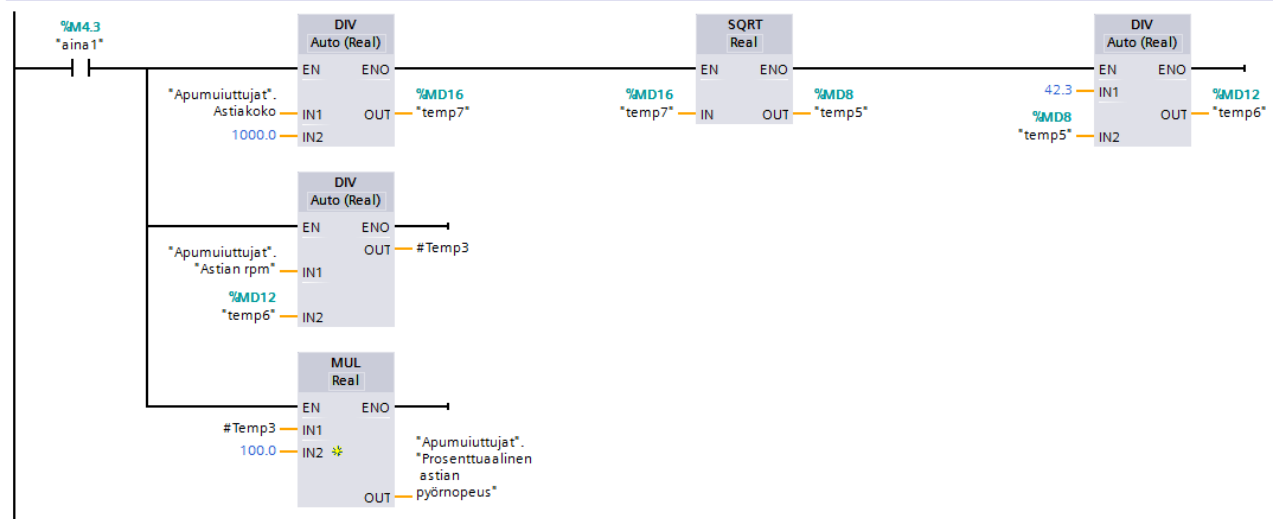 %M4.3
"aina1"
DIV
Auto (Real)
EN ENO
"Apumuiuttujat".
Astiakoko
IN1
1000.0
IN2
OUT
%MD16
"temp7"
SQRT
Real
EN ENO
%MD16
"temp7"
IN
OUT
%MD8
"temp5"
DIV
Auto (Real)
EN ENO
42.3
IN1
%MD8
"temp5"
IN2
OUT
%MD12
"temp6"
DIV
Auto (Real)
EN ENO
OUT
#Temp3
"Apumuiuttujat".
"Astian rpm"
IN1
%MD12
"temp6"
IN2
MUL
Real
EN ENO
#Temp3
IN1
100.0
IN2
OUT
"Apumuiuttujat".
"Prosenttuaalinen
astian
pyörnopeus"